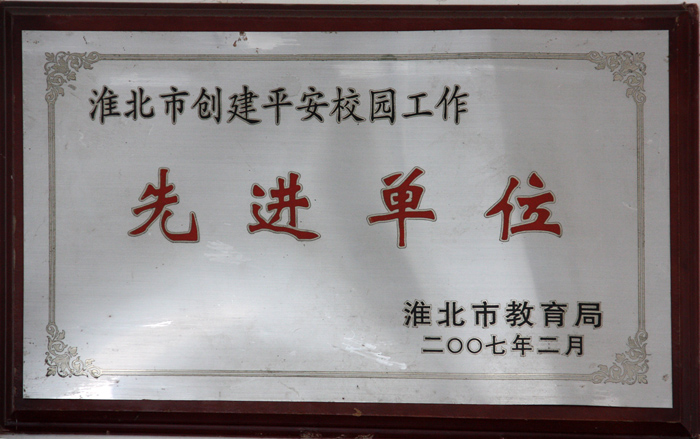 淮北市创建平安校园工作
先进单位
淮北市教育局
二〇〇七年二月